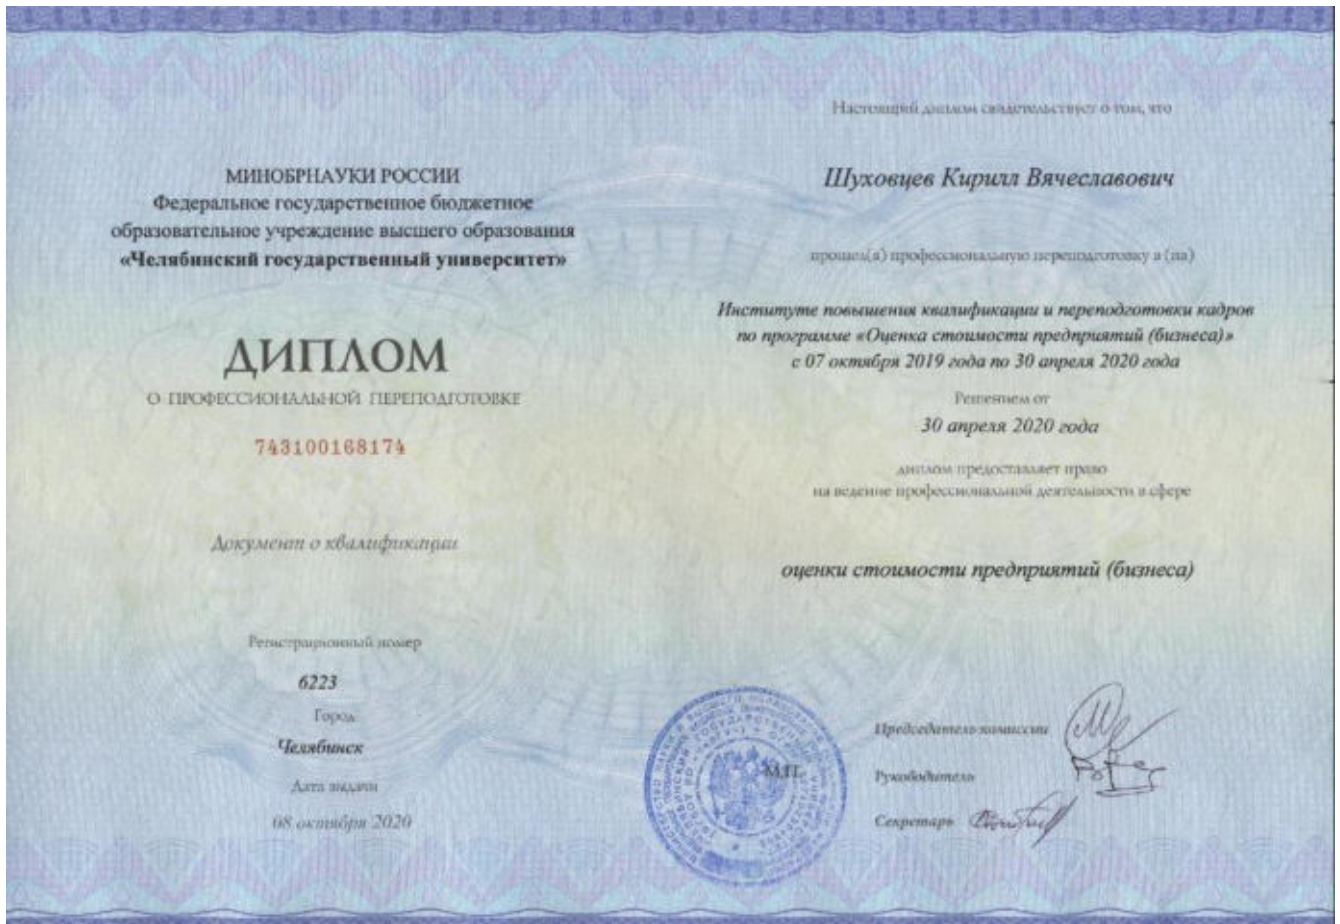 МИНОБРНАУКИ РОССИИ
Федеральное государственное бюджетное
образовательное учреждение высшего образования
«Челябинский государственный университет»
ДИПЛОМ
О ПРОФЕССИОНАЛЬНОЙ ПЕРЕПОДГОТОВКЕ
743100168174
Документ о квалификации
Регистрационный номер
6223
Город
Челябинск
Дата выдачи
08 октября 2020
Настоящий диплом свидетельствует о том, что
Шуховцев Кирилл Вячеславович
прошел(а) профессиональную переподготовку в (на)
Институте повышения квалификации и переподготовки кадров
по программе «Оценка стоимости предприятий (бизнеса)»
с 07 октября 2019 года по 30 апреля 2020 года
Решением от
30 апреля 2020 года
диплом предоставляет право
на ведение профессиональной деятельности в сфере
оценки стоимости предприятий (бизнеса)
М.П.
Председатель комиссии
Руководитель
Секретарь